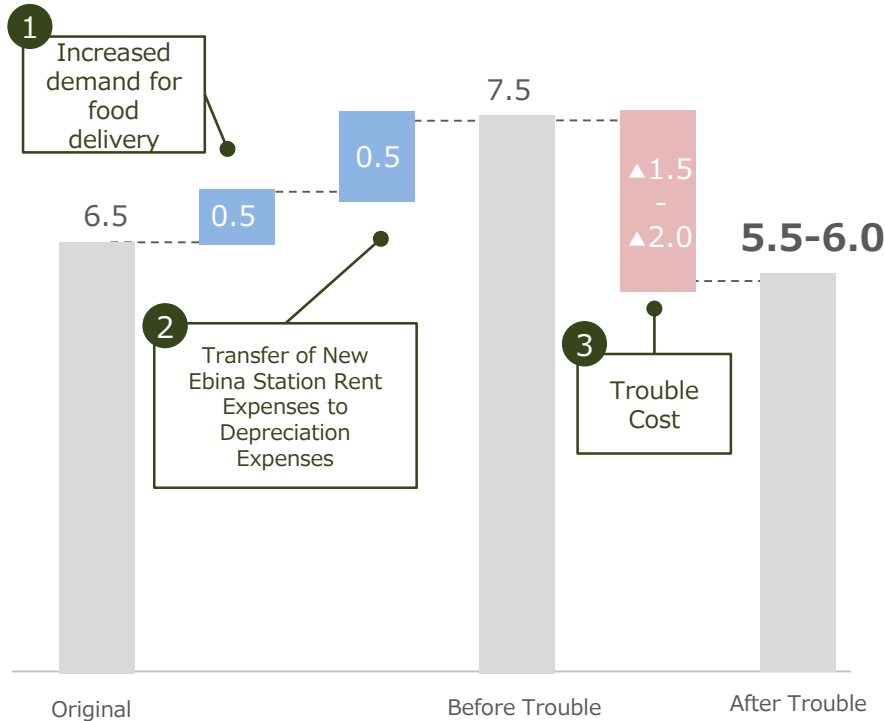 1
Increased
demand for
food
delivery
7.5
0.5
▲1.5
-
▲2.0
6.5
0.5
5.5-6.0
2
Transfer of New
Ebina Station Rent
Expenses to
Depreciation
Expenses
3
Trouble
Cost
Original
Before Trouble
After Trouble